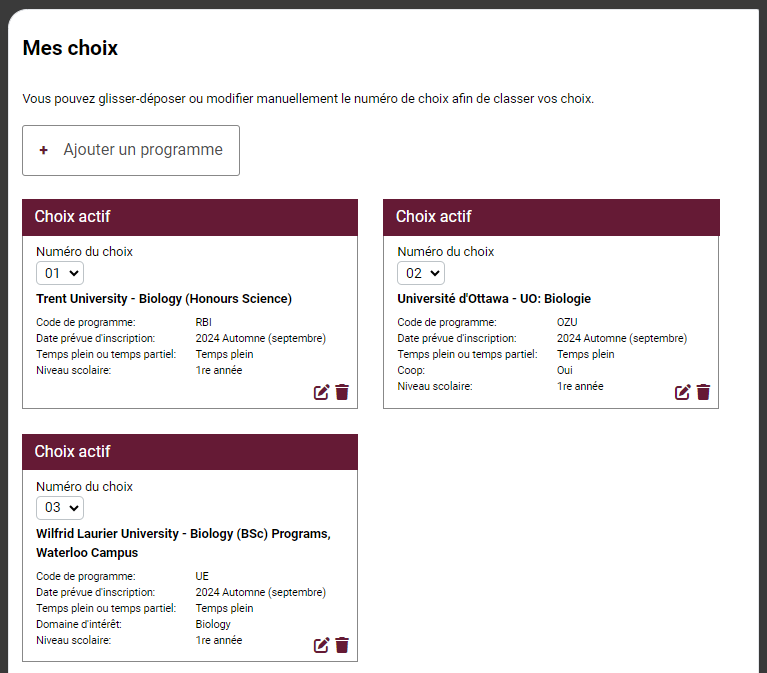 Mes choix
Vous pouvez glisser-déposer ou modifier manuellement le numéro de choix afin de classer vos choix.
+ Ajouter un programme
Choix actif
Numéro du choix
01
Trent University - Biology (Honours Science)
Code de programme: RBI
Date prévue d'inscription: 2024 Automne (septembre)
Temps plein ou temps partiel: Temps plein
Niveau scolaire: 1re année
Choix actif
Numéro du choix
02
Université d'Ottawa - UO: Biologie
Code de programme: OZU
Date prévue d'inscription: 2024 Automne (septembre)
Temps plein ou temps partiel: Temps plein
Coop: Oui
Niveau scolaire: 1re année
Choix actif
Numéro du choix
03
Wilfrid Laurier University - Biology (BSc) Programs,
Waterloo Campus
Code de programme: UE
Date prévue d'inscription: 2024 Automne (septembre)
Temps plein ou temps partiel: Temps plein
Domaine d'intérêt: Biology
Niveau scolaire: 1re année